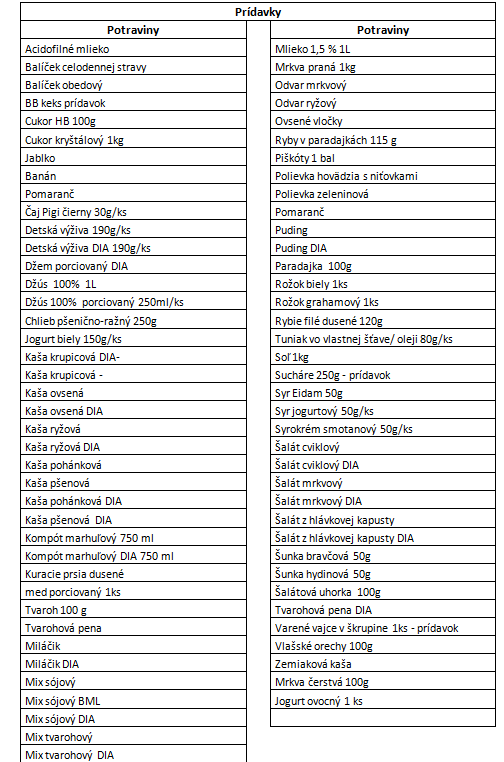 Prídavky
Potraviny
Acidofilné mlieko
Balíček celodennej stravy
Balíček obedový
BB keks prídavok
Cukor HB 100g
Cukor kryštálový 1kg
Jablko
Banán
Pomaranč
Čaj Pigi čierny 30g/ks
Detská výživa 190g/ks
Detská výživa DIA 190g/ks
Džem porciovaný DIA
Džús 100% 1L
Džús 100% porciovaný 250ml/ks
Chlieb pšenično-ražný 250g
Jogurt biely 150g/ks
Kaša krupicová DIA-
Kaša krupicová -
Kaša ovsená
Kaša ovsená DIA
Kaša ryžová
Kaša ryžová DIA
Kaša pohánková
Kaša pšenová
Kaša pohánková DIA
Kaša pšenová DIA
Kompót marhuľový 750 ml
Kompót marhuľový DIA 750 ml
Kuracie prsia dusené
med porciovaný 1ks
Tvaroh 100 g
Tvarohová pena
Miláčik
Miláčik DIA
Mix sójový
Mix sójový BML
Mix sójový DIA
Mix tvarohový
Mix tvarohový DIA
Potraviny
Mlieko 1,5 % 1L
Mrkva praná 1kg
Odvar mrkvový
Odvar ryžový
Ovsené vločky
Ryby v paradajkách 115 g
Piškóty 1 bal
Polievka hovädzia s niťovkami
Polievka zeleninová
Pomaranč
Puding
Puding DIA
Paradajka 100g
Rožok biely 1ks
Rožok grahamový 1ks
Rybie filé dusené 120g
Tuniak vo vlastnej šťave/ oleji 80g/ks
Soľ 1kg
Sucháre 250g - prídavok
Syr Eidam 50g
Syr jogurtový 50g/ks
Syrokrém smotanový 50g/ks
Šalát cviklový
Šalát cviklový DIA
Šalát mrkvový
Šalát mrkvový DIA
Šalát z hlávkovej kapusty
Šalát z hlávkovej kapusty DIA
Šunka bravčová 50g
Šunka hydinová 50g
Šalátová uhorka 100g
Tvarohová pena DIA
Varené vajce v škrupine 1ks - prídavok
Vlašské orechy 100g
Zemiaková kaša
Mrkva čerstvá 100g
Jogurt ovocný 1 ks